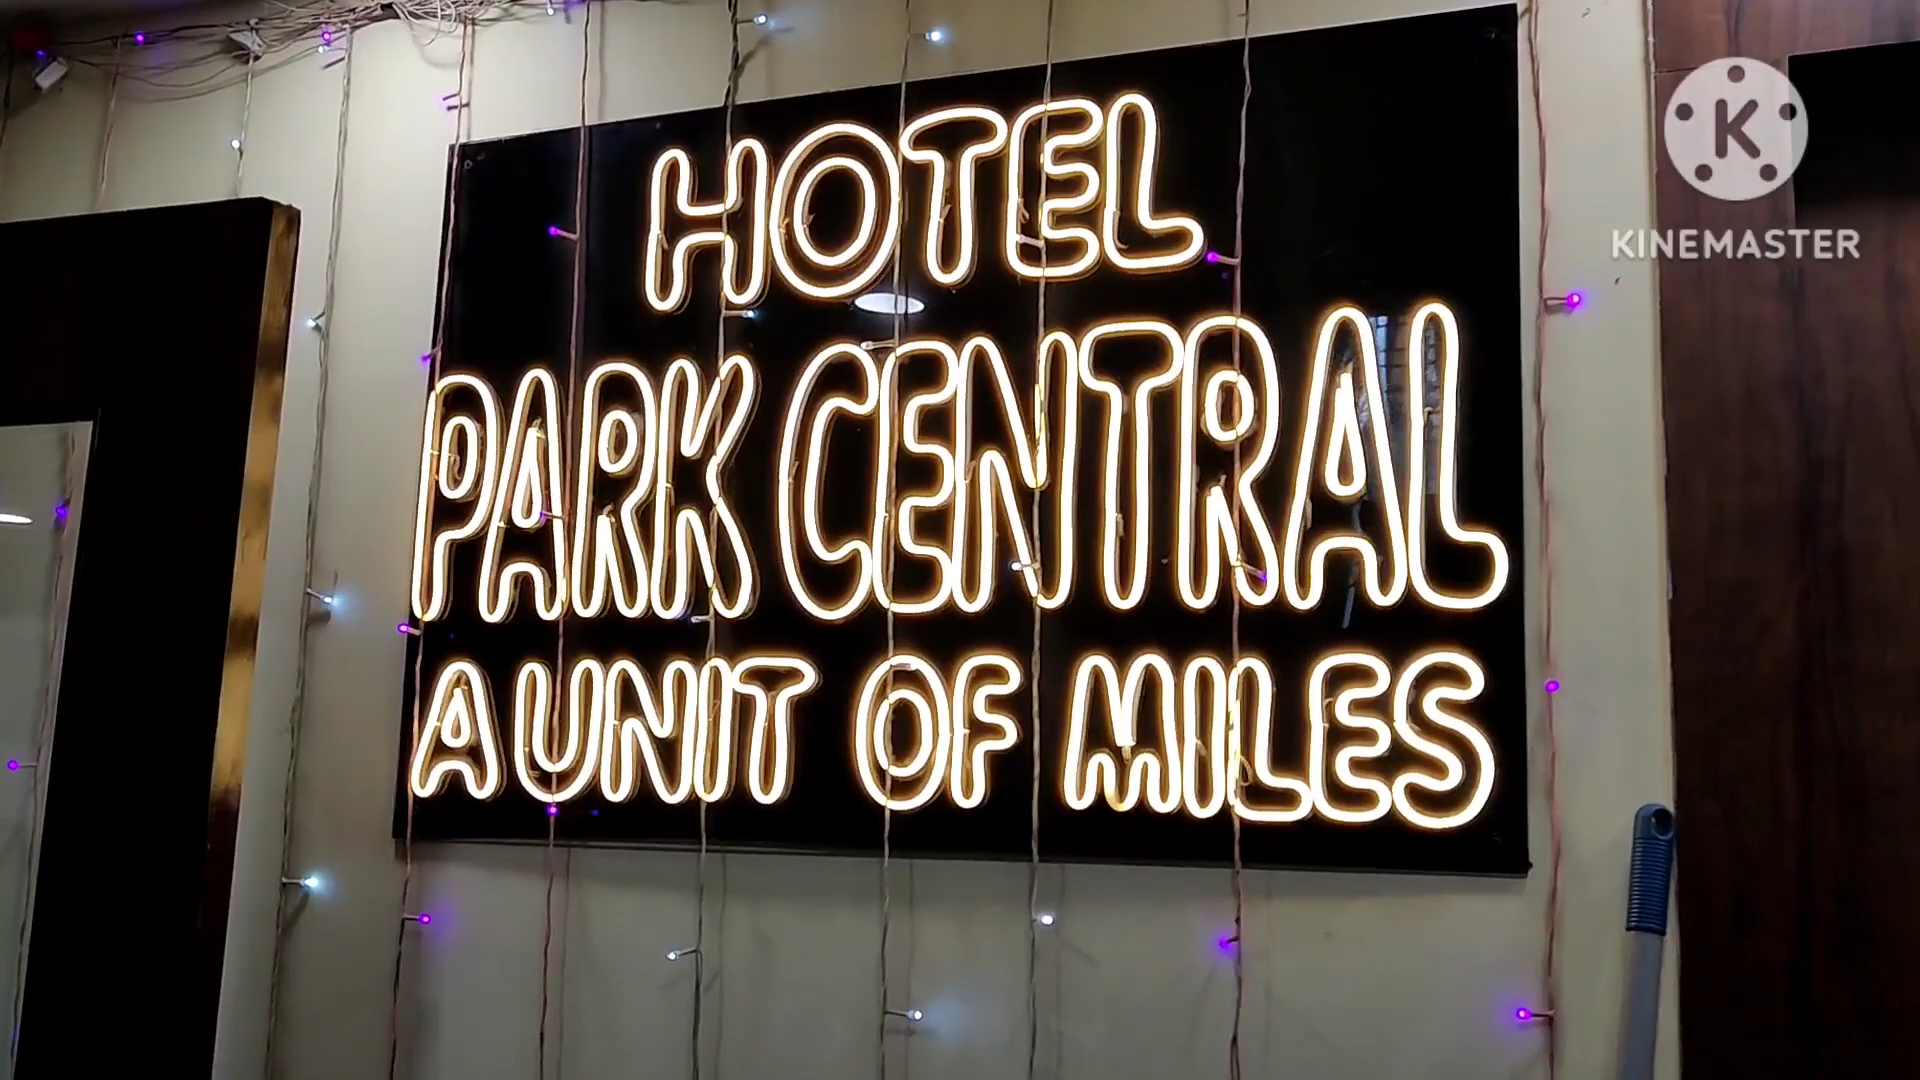 HOTEL
PARK CENTRAL
A UNIT OF MILES
K
KINEMASTER